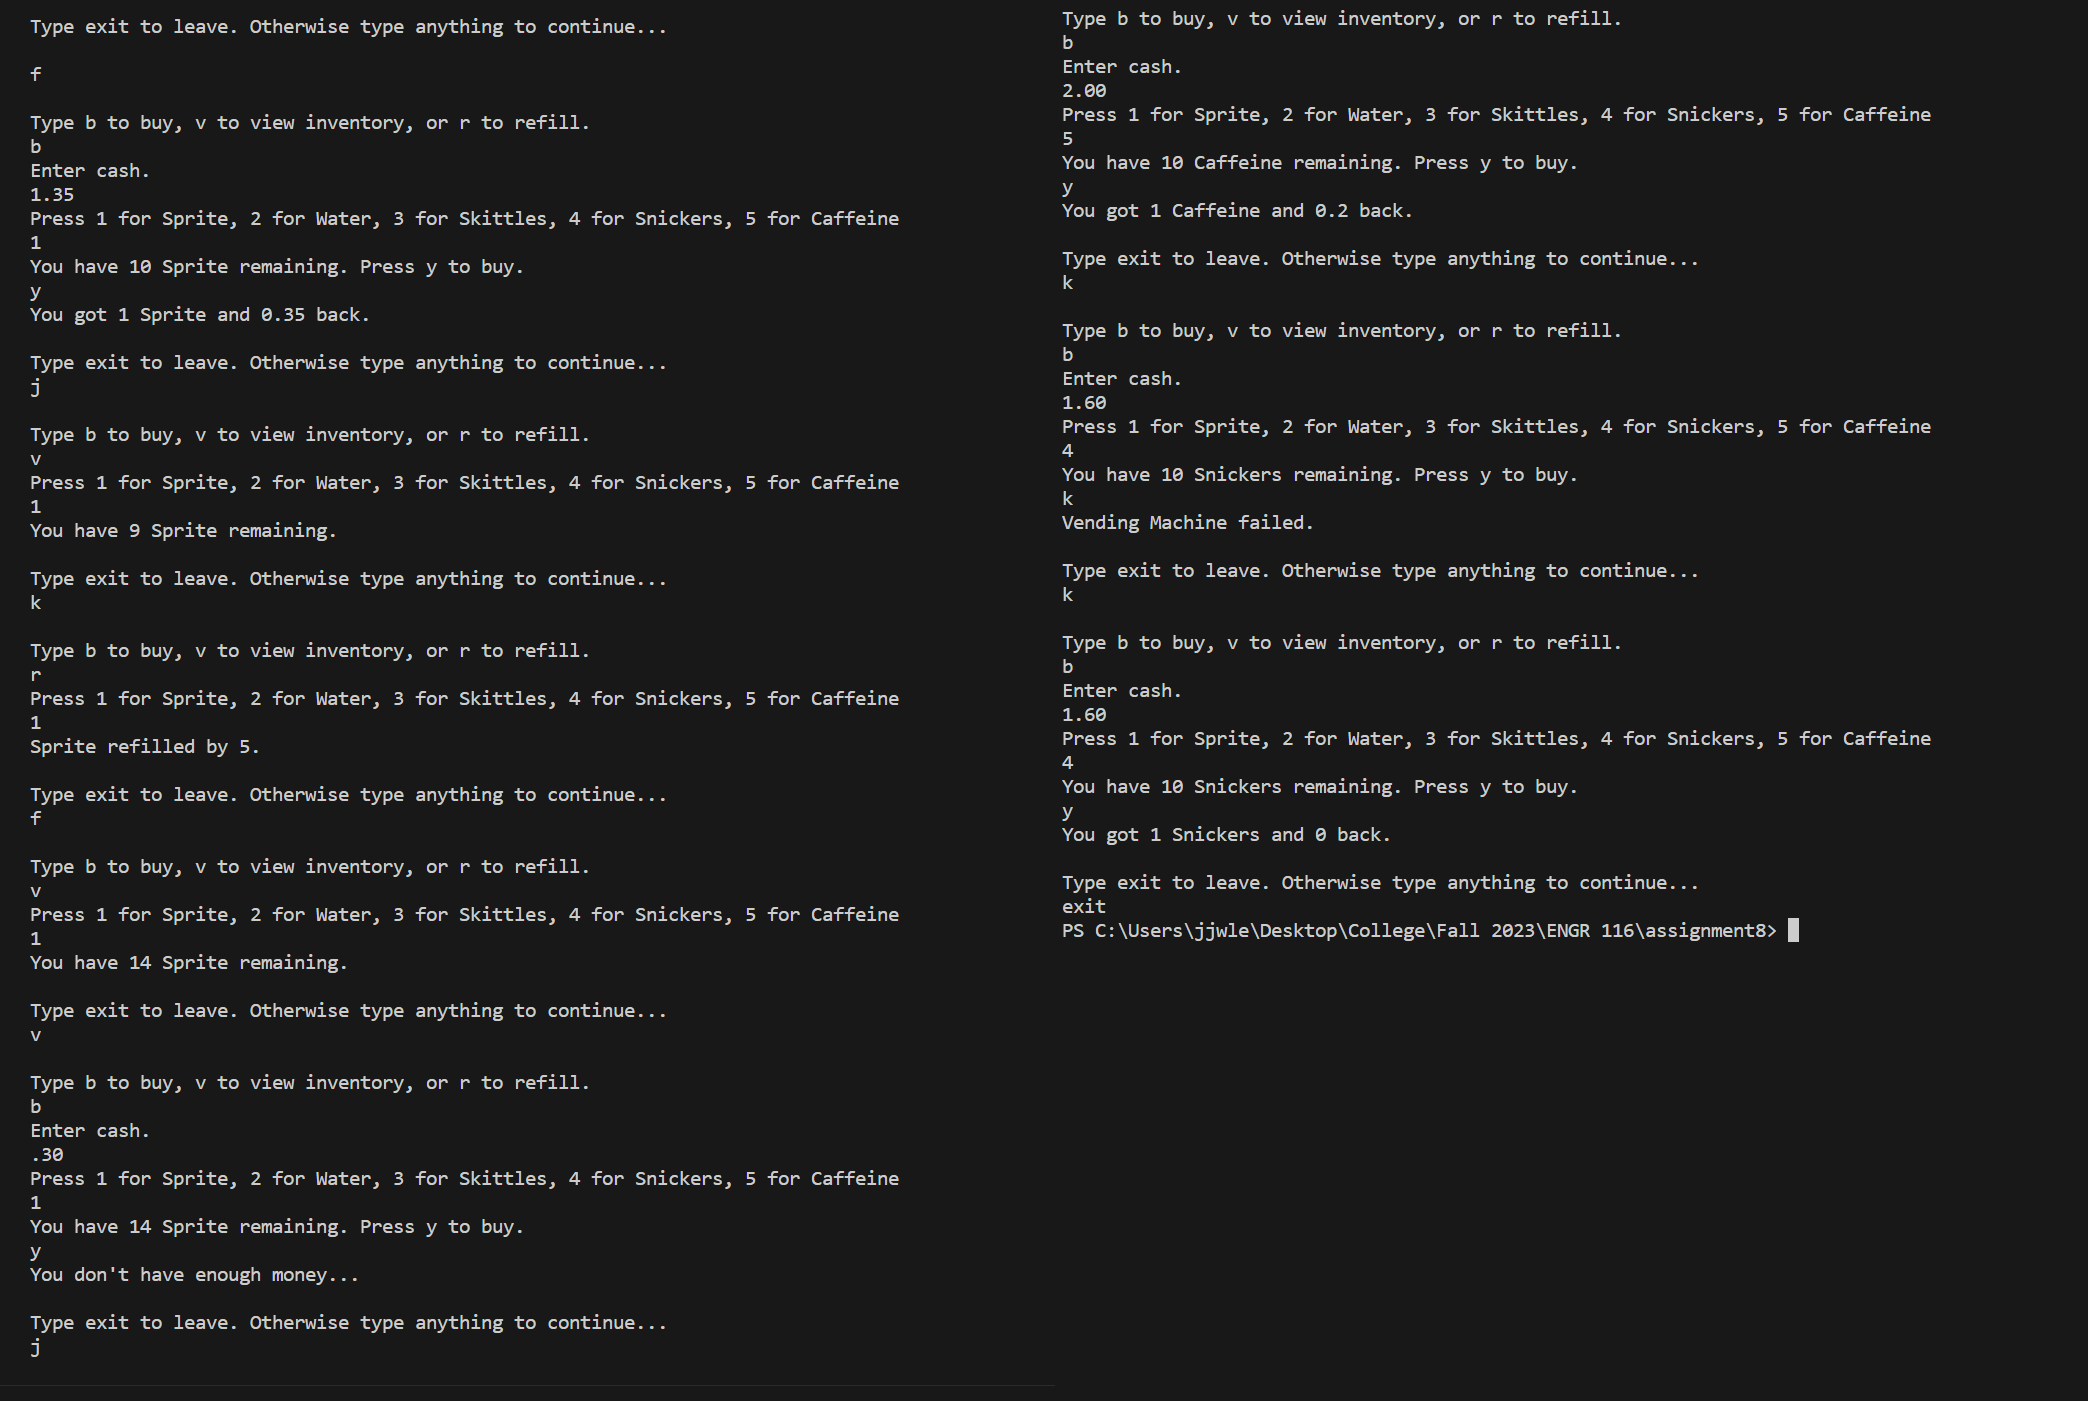 Type exit to leave. Otherwise type anything to continue...
f
Type b to buy, v to view inventory, or r to refill.
b
Enter cash.
1.35
Press 1 for Sprite, 2 for Water, 3 for Skittles, 4 for Snickers, 5 for Caffeine
1
You have 10 Sprite remaining. Press y to buy.
y
You got 1 Sprite and 0.35 back.
Type exit to leave. Otherwise type anything to continue...
j
Type b to buy, v to view inventory, or r to refill.
v
Press 1 for Sprite, 2 for Water, 3 for Skittles, 4 for Snickers, 5 for Caffeine
1
You have 9 Sprite remaining.
Type exit to leave. Otherwise type anything to continue...
k
Type b to buy, v to view inventory, or r to refill.
r
Press 1 for Sprite, 2 for Water, 3 for Skittles, 4 for Snickers, 5 for Caffeine
1
Sprite refilled by 5.
Type exit to leave. Otherwise type anything to continue...
f
Type b to buy, v to view inventory, or r to refill.
v
Press 1 for Sprite, 2 for Water, 3 for Skittles, 4 for Snickers, 5 for Caffeine
1
You have 14 Sprite remaining.
Type exit to leave. Otherwise type anything to continue...
v
Type b to buy, v to view inventory, or r to refill.
b
Enter cash.
.30
Press 1 for Sprite, 2 for Water, 3 for Skittles, 4 for Snickers, 5 for Caffeine
1
You have 14 Sprite remaining. Press y to buy.
y
You don't have enough money...
Type exit to leave. Otherwise type anything to continue...
j
Type b to buy, v to view inventory, or r to refill.
b
Enter cash.
2.00
Press 1 for Sprite, 2 for Water, 3 for Skittles, 4 for Snickers, 5 for Caffeine
5
You have 10 Caffeine remaining. Press y to buy.
y
You got 1 Caffeine and 0.2 back.
Type exit to leave. Otherwise type anything to continue...
k
Type b to buy, v to view inventory, or r to refill.
b
Enter cash.
1.60
Press 1 for Sprite, 2 for Water, 3 for Skittles, 4 for Snickers, 5 for Caffeine
4
You have 10 Snickers remaining. Press y to buy.
k
Vending Machine failed.
Type exit to leave. Otherwise type anything to continue...
k
Type b to buy, v to view inventory, or r to refill.
b
Enter cash.
1.60
Press 1 for Sprite, 2 for Water, 3 for Skittles, 4 for Snickers, 5 for Caffeine
4
You have 10 Snickers remaining. Press y to buy.
y
You got 1 Snickers and 0 back.
Type exit to leave. Otherwise type anything to continue...
exit
PS C:\Users\jjwle\Desktop\College\Fall 2023\ENGR 116\assignment8>